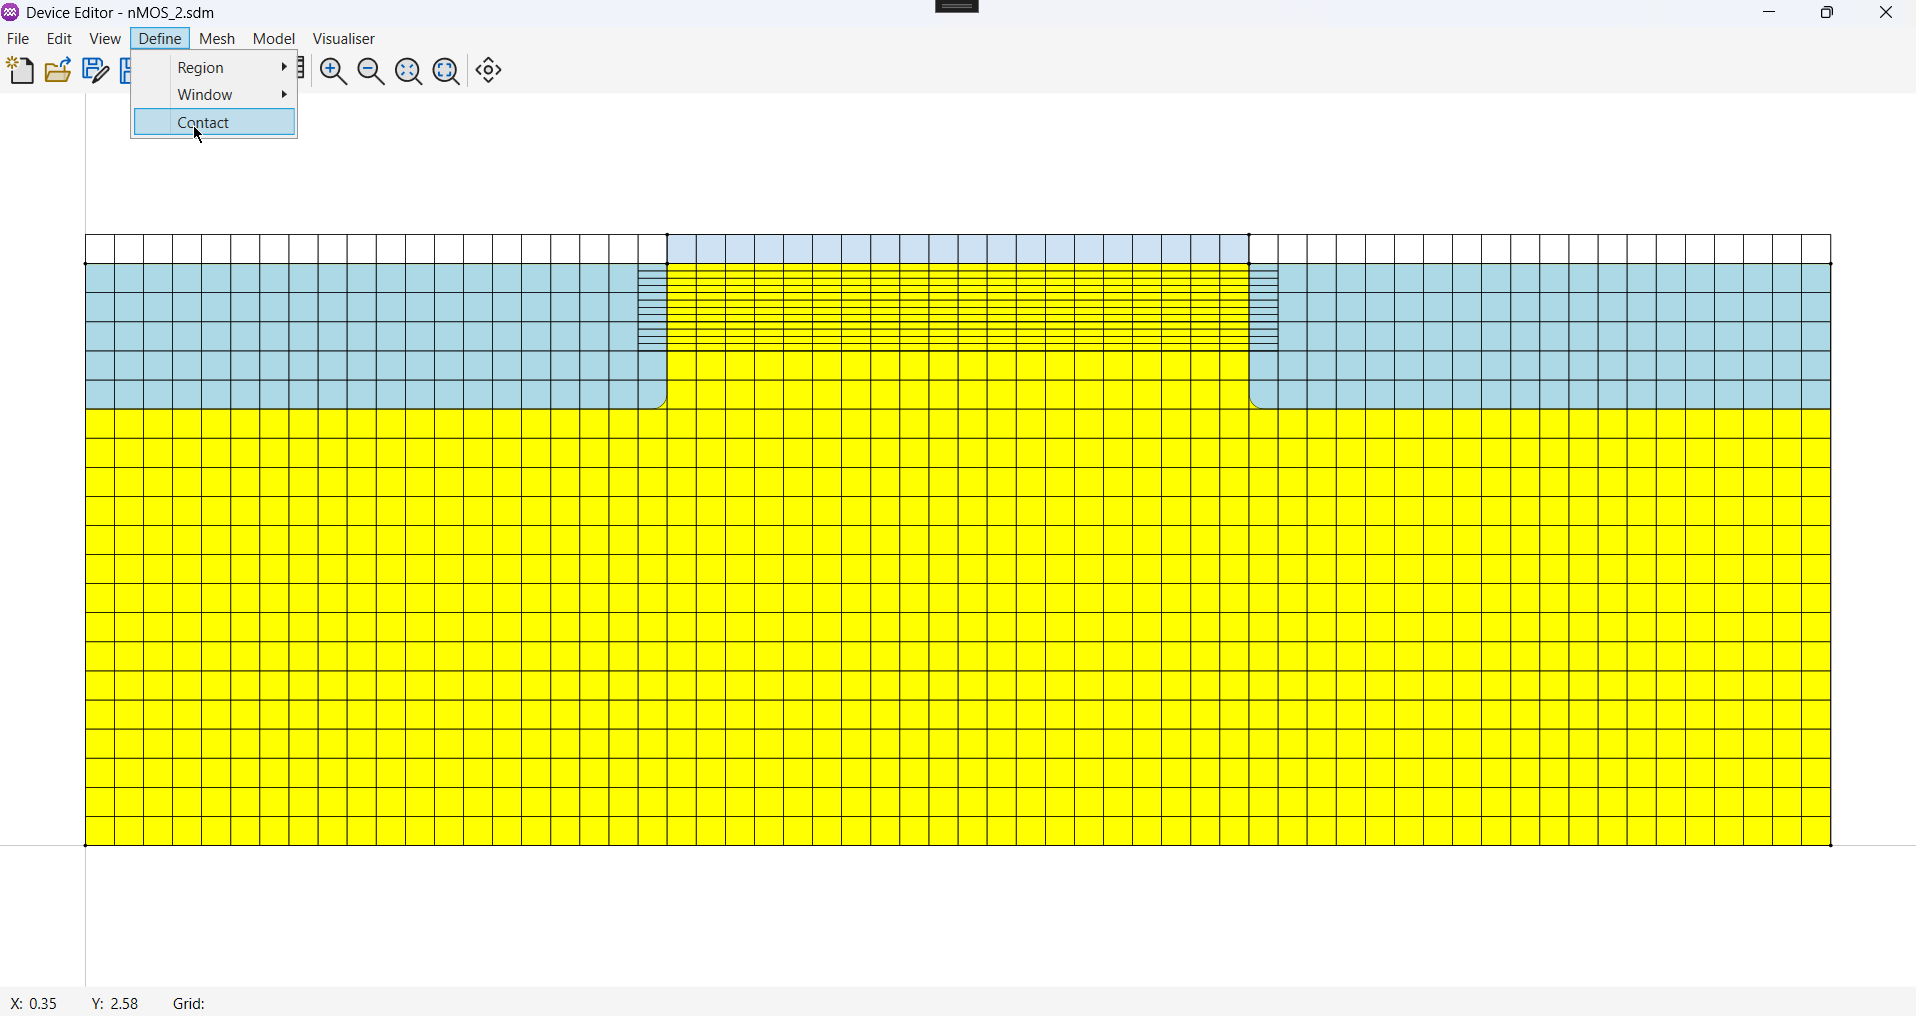 Device Editor - nMOS_2.sdm
File Edit View Define Mesh Model Visualiser
Region
Window
Contact
X: 0.35 Y: 2.58 Grid: